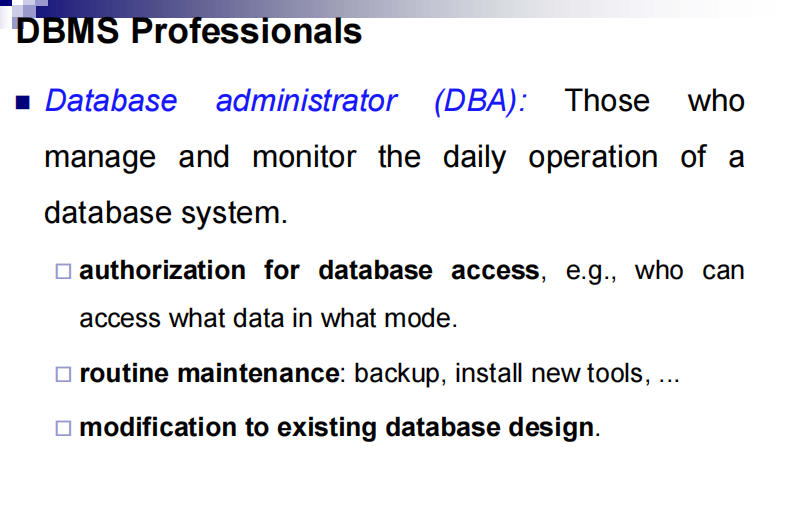 DBMS Professionals
Database administrator (DBA): Those who
manage and monitor the daily operation of a
database system.
authorization for database access, e.g., who can
access what data in what mode.
routine maintenance: backup, install new tools, ...
modification to existing database design.